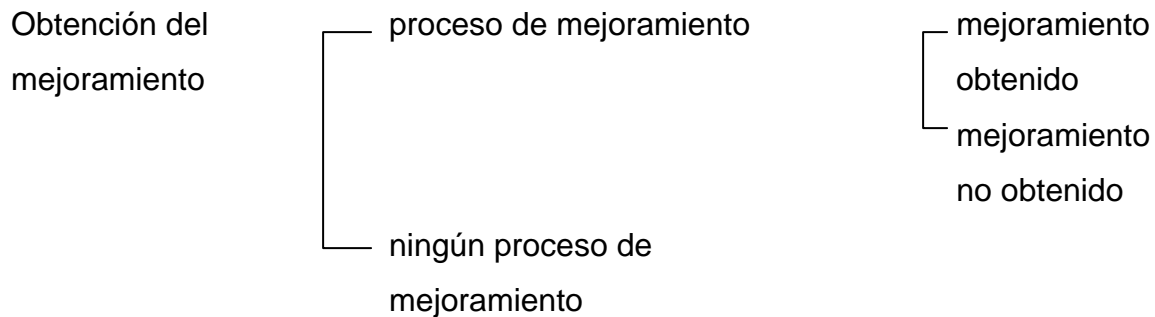 Obtención del
mejoramiento
proceso de mejoramiento
mejoramiento
obtenido
mejoramiento
no obtenido
ningún proceso de
mejoramiento